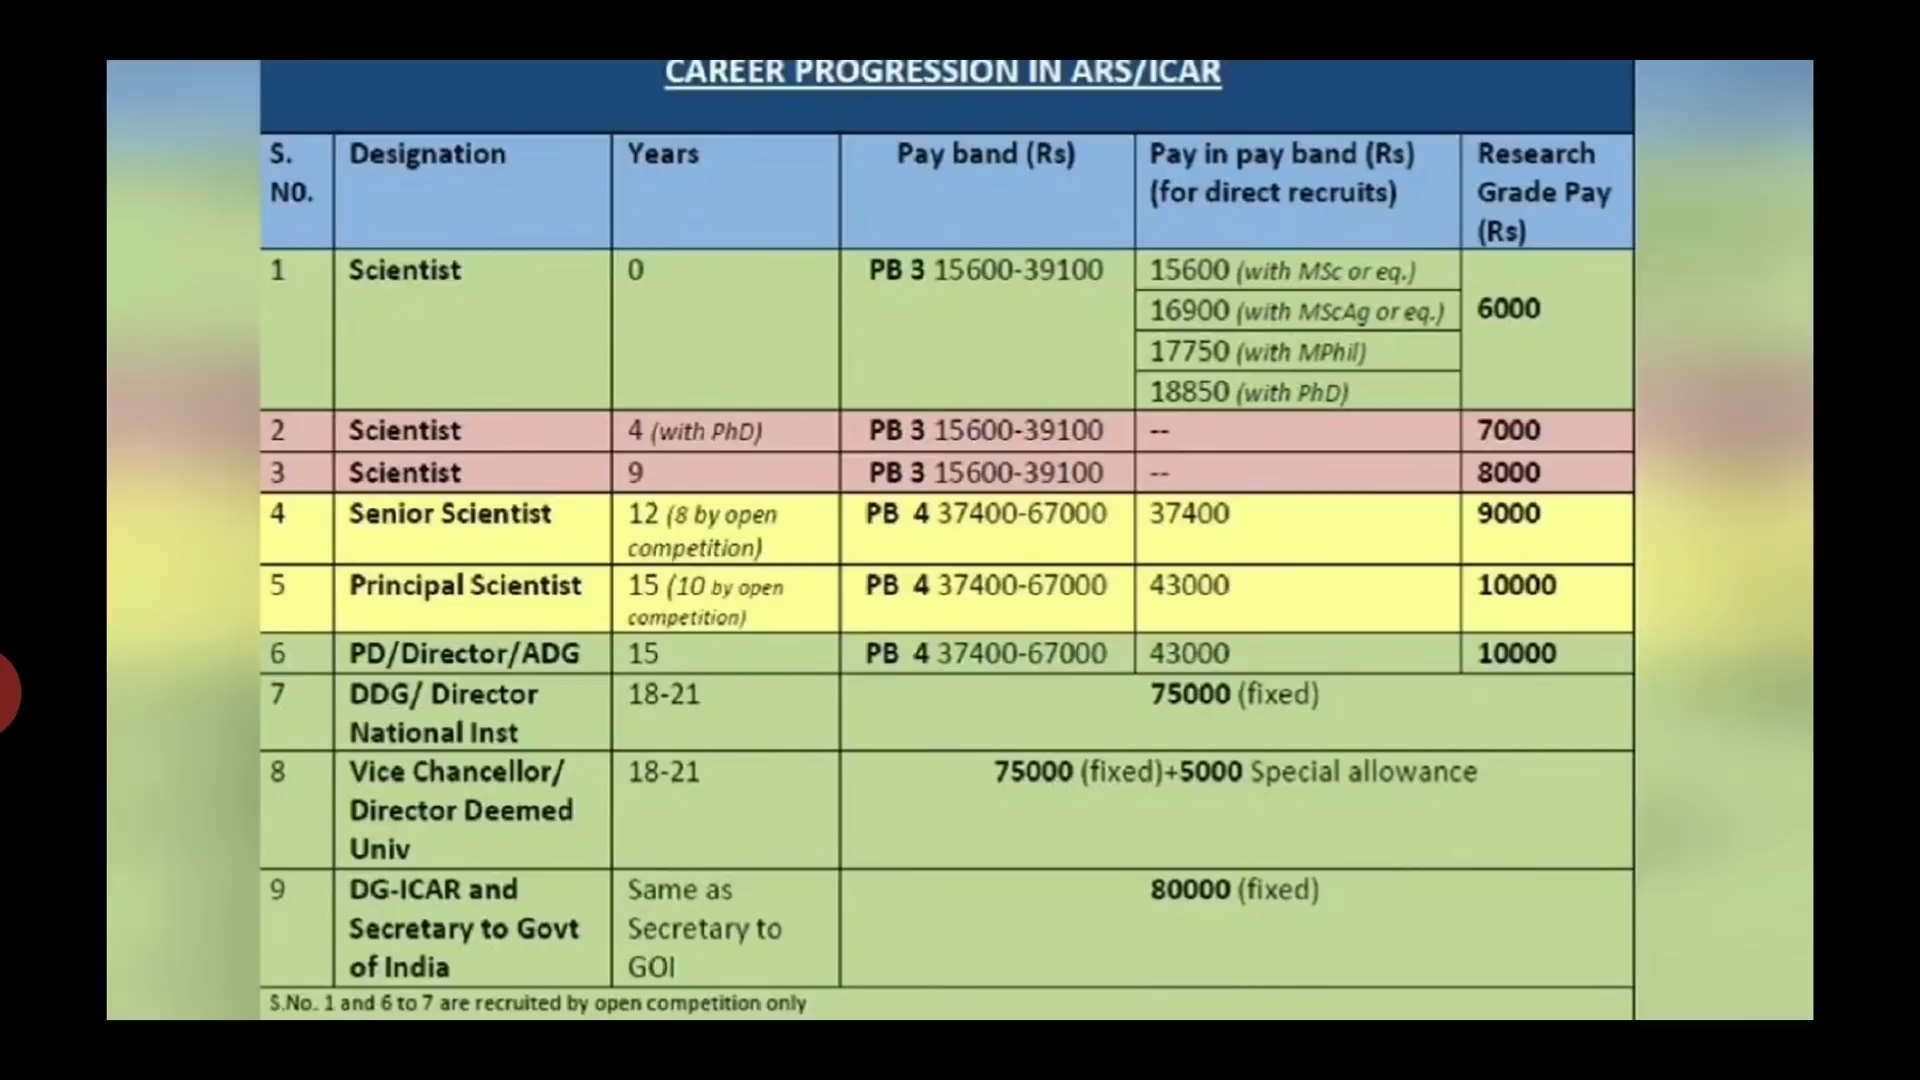 CAREER PROGRESSION IN ARS/ICAR
S. N0. Designation Years Pay band (Rs) Pay in pay band (Rs) (for direct recruits) Research Grade Pay (Rs)
1 Scientist 0 PB 3 15600-39100 15600 (with MSc or eq.) 6000
16900 (with MScAg or eq.)
17750 (with MPhil)
18850 (with PhD)
2 Scientist 4 (with PhD) PB 3 15600-39100 -- 7000
3 Scientist 9 PB 3 15600-39100 -- 8000
4 Senior Scientist 12 (8 by open competition) PB 4 37400-67000 37400 9000
5 Principal Scientist 15 (10 by open competition) PB 4 37400-67000 43000 10000
6 PD/Director/ADG 15 PB 4 37400-67000 43000 10000
7 DDG/ Director National Inst 18-21 75000 (fixed)
8 Vice Chancellor/ Director Deemed Univ 18-21 75000 (fixed)+5000 Special allowance
9 DG-ICAR and Secretary to Govt of India Same as Secretary to GOI 80000 (fixed)
S.No. 1 and 6 to 7 are recruited by open competition only